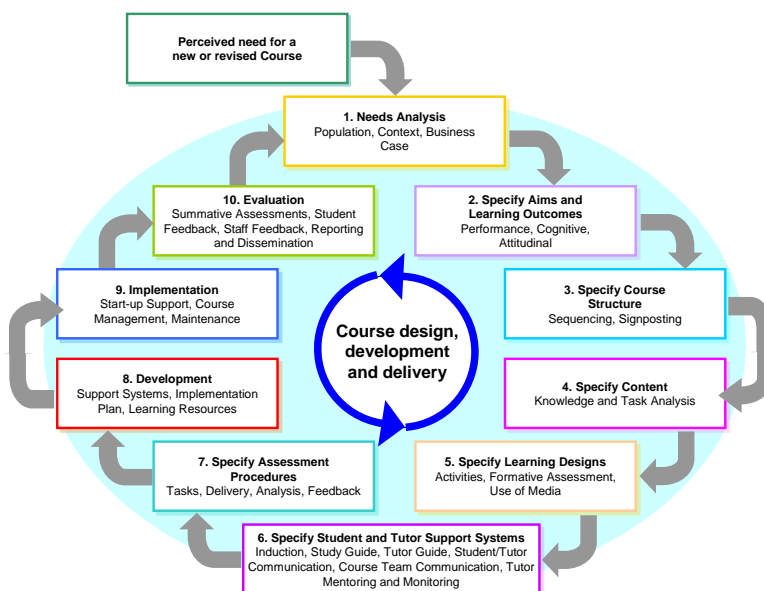 Perceived need for a
new or revised Course
1. Needs Analysis
Population, Context, Business
Case
2. Specify Aims and
Learning Outcomes
Performance, Cognitive,
Attitudinal
3. Specify Course
Structure
Sequencing, Signposting
4. Specify Content
Knowledge and Task Analysis
5. Specify Learning Designs
Activities, Formative Assessment,
Use of Media
6. Specify Student and Tutor Support Systems
Induction, Study Guide, Tutor Guide, Student/Tutor
Communication, Course Team Communication, Tutor
Mentoring and Monitoring
7. Specify Assessment
Procedures
Tasks, Delivery, Analysis, Feedback
8. Development
Support Systems, Implementation
Plan, Learning Resources
9. Implementation
Start-up Support, Course
Management, Maintenance
10. Evaluation
Summative Assessments, Student
Feedback, Staff Feedback, Reporting
and Dissemination
Course design,
development
and delivery